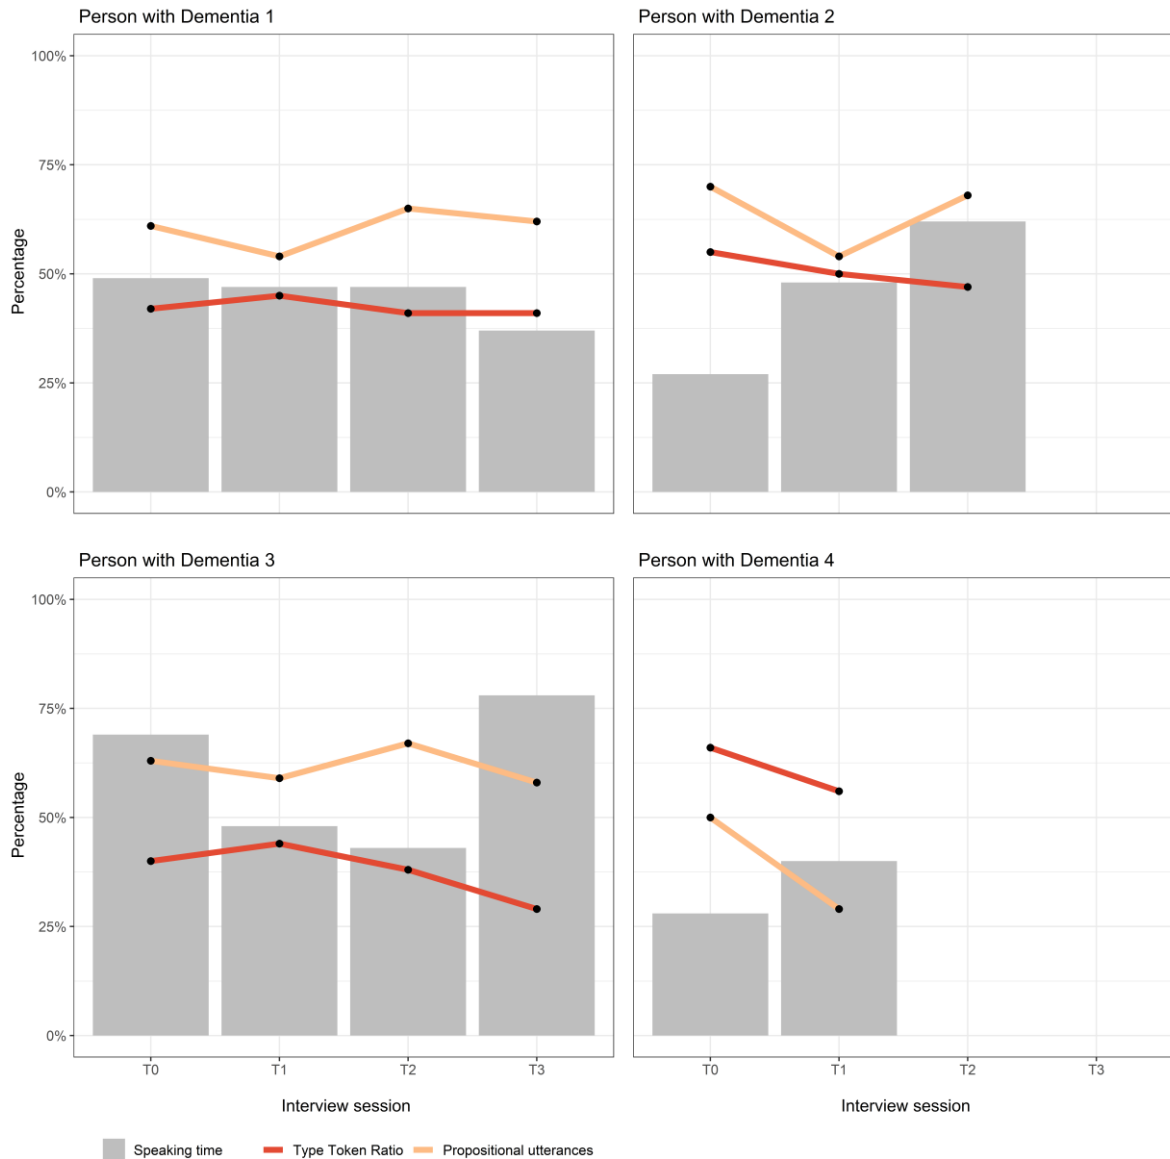 Person with Dementia 1
Person with Dementia 2
100%
75%
50%
25%
0%
Percentage
Person with Dementia 3
Person with Dementia 4
100%
75%
50%
25%
0%
Percentage
T0 T1 T2 T3
T0 T1 T2 T3
Interview session
Interview session
Speaking time Type Token Ratio Propositional utterances